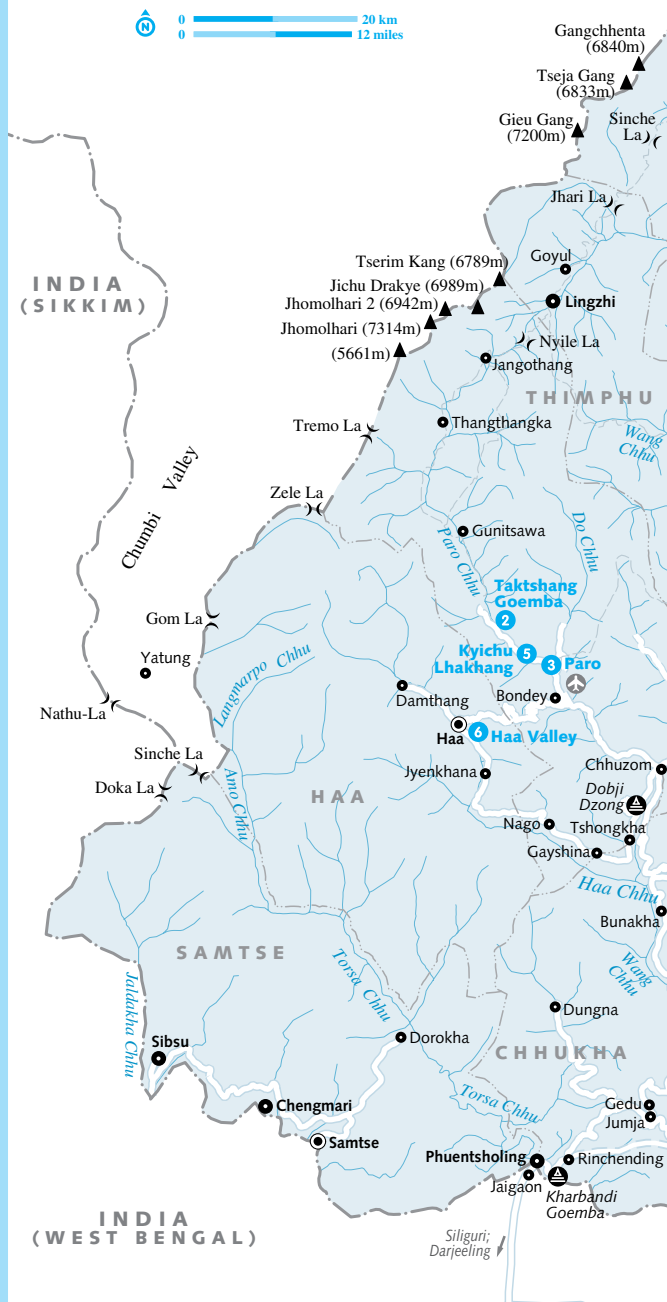 N
0
20 km
0
12 miles
Gangchhenta
(6840m)
Tseja Gang
(6833m)
Gieu Gang
(7200m)
Sinche
La
Jhari La
Goyul
Tserim Kang (6789m)
Jichu Drakye (6989m)
Jhomolhari 2 (6942m)
Jhomolhari (7314m)
(5661m)
INDIA
(SIKKIM)
Lingzhi
Nyile La
Jangothang
THIMPHU
Tremo La
Thangthangka
Wang
Chhu
Chumbi Valley
Zele La
Gunitsawa
Paro Chhu
Do Chhu
Taktshang
Goemba
2
Gom La
Kyichu
Lhakhang
5
3
Paro
Yatung
Langmarpo Chhu
Damthang
Bondey
Nathu-La
Haa
6
Haa Valley
Sinche La
Jyenkhana
Chhuzom
Doka La
Amo Chhu
HAA
Dobji
Dzong
Nago
Tshongkha
Gayshina
Haa Chhu
Bunakha
SAMTSE
Torsa Chhu
Wang
Chhu
Jaldakha Chhu
Dungna
Sibsu
Dorokha
CHHUKHA
Chengmari
Torsa Chhu
Gedu
Jumja
Samtse
Phuentsholing
Rinchending
Jaigaon
Kharbandi
Goemba
INDIA
(WEST BENGAL)
Siliguri;
Darjeeling